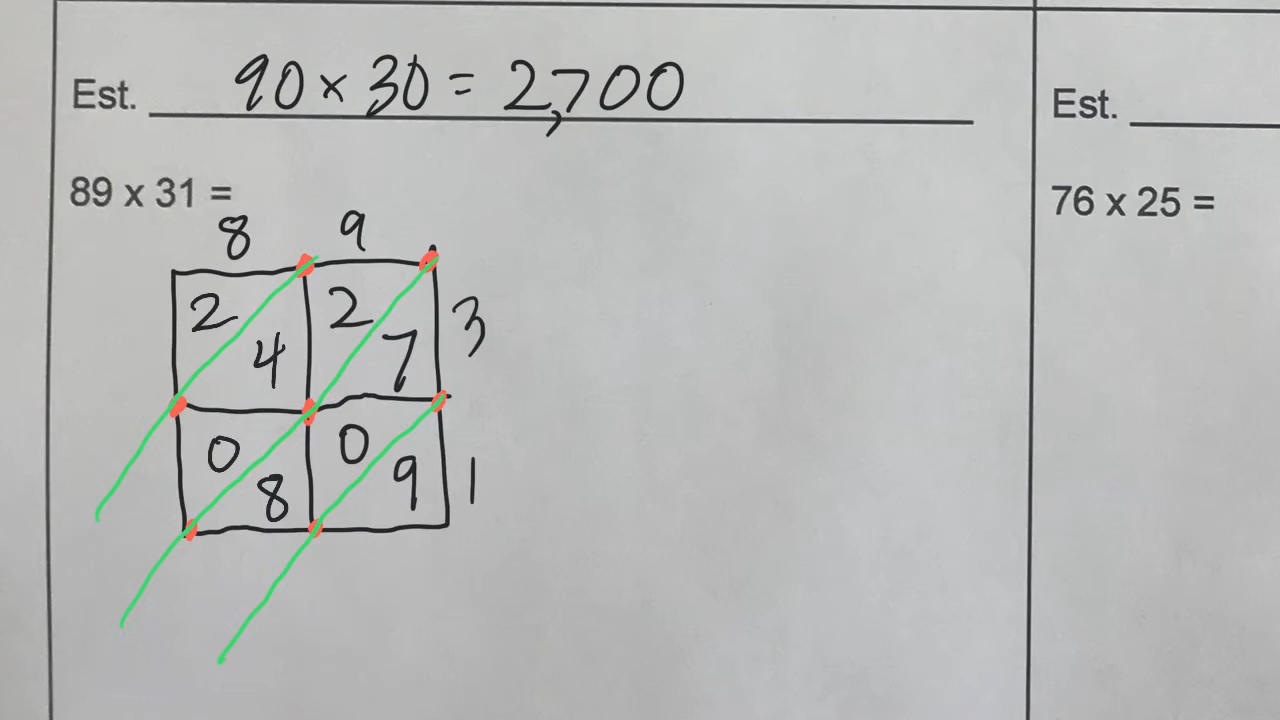 Est. 90 × 30 = 2,700
Est.
89 x 31 =
76 x 25 =
8 9
2 4 2 7 3
0 8 0 9 1